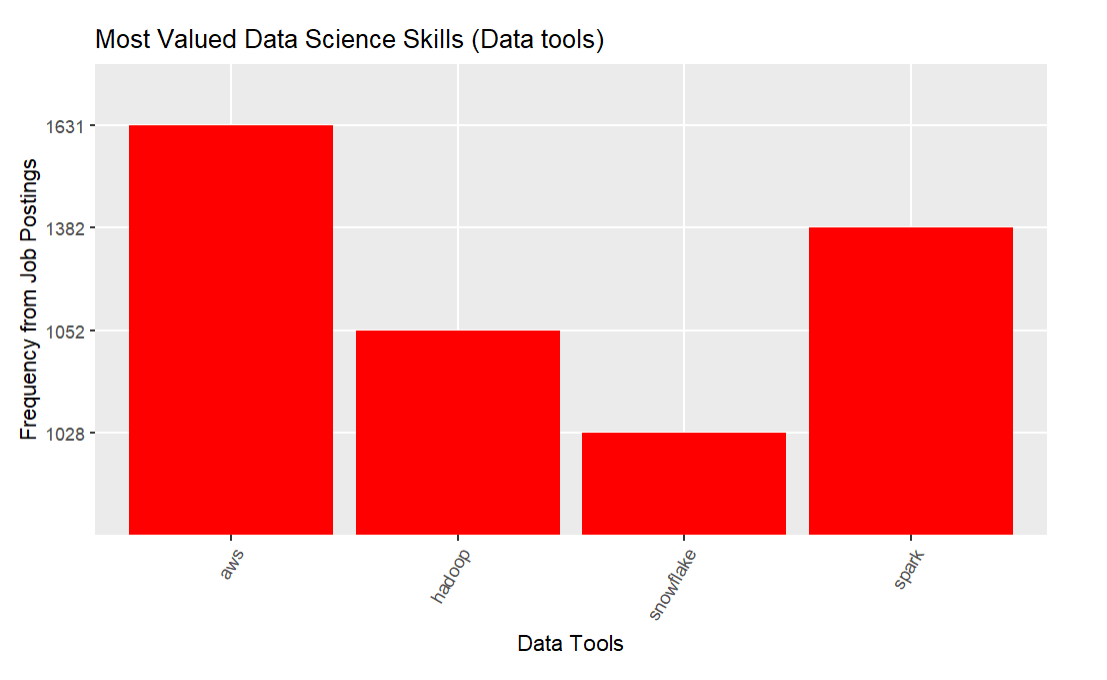 Most Valued Data Science Skills (Data tools)
Frequency from Job Postings
1631
1382
1052
1028
aws
hadoop
snowflake
spark
Data Tools